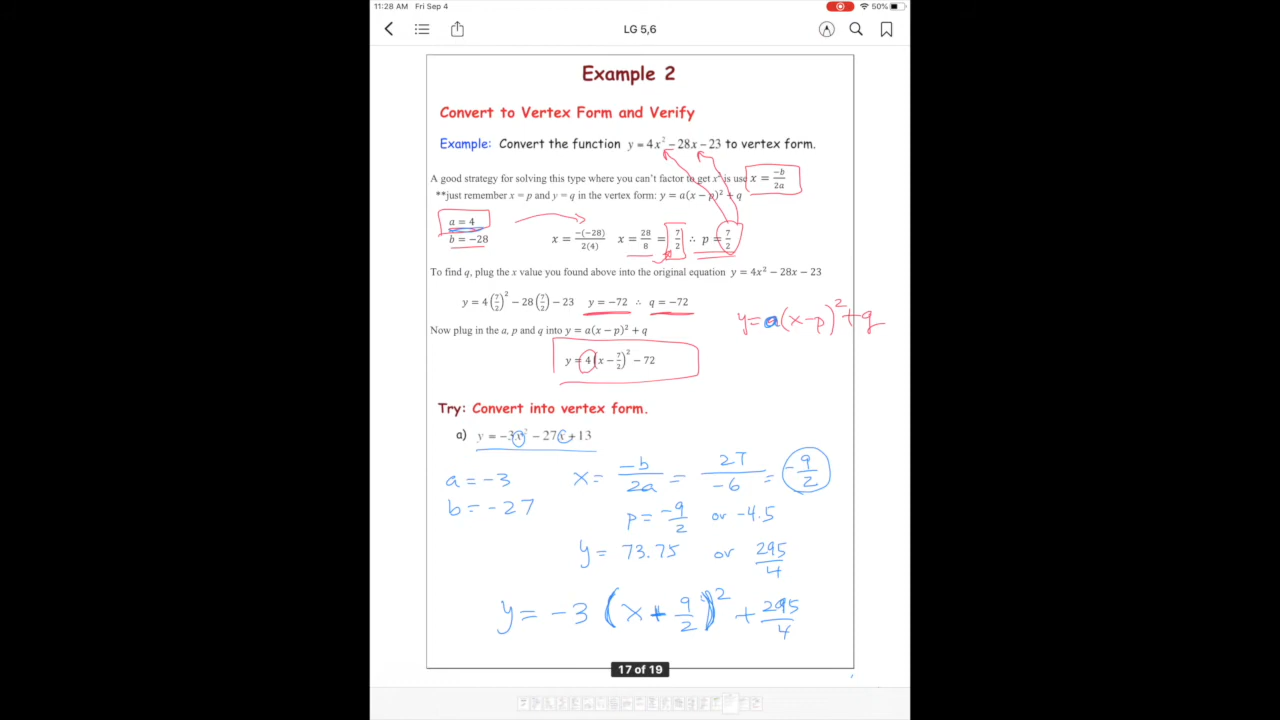 11:28 AM Fri Sep 4 50%
LG 5,6
Example 2
Convert to Vertex Form and Verify
Example: Convert the function y = 4x² − 28x − 23 to vertex form.
A good strategy for solving this type where you can't factor to get x² is use x = −b/2a
**just remember x = p and y = q in the vertex form: y = a(x − p)² + q
a = 4
b = −28 x = −(−28)/2(4) x = 28/8 = 7/2 ∴ p = 7/2
To find q, plug the x value you found above into the original equation y = 4x² − 28x − 23
y = 4(7/2)² − 28(7/2) − 23 y = −72 ∴ q = −72
y = a(x−p)² + q
Now plug in the a, p and q into y = a(x − p)² + q
y = 4(x − 7/2)² − 72
Try: Convert into vertex form.
a) y = −3x² − 27x + 13
a = −3 x = −b/2a = 27/−6 = −9/2
b = −27
p = −9/2 or −4.5
y = 73.75 or 295/4
y = −3(x + 9/2)² + 295/4
17 of 19